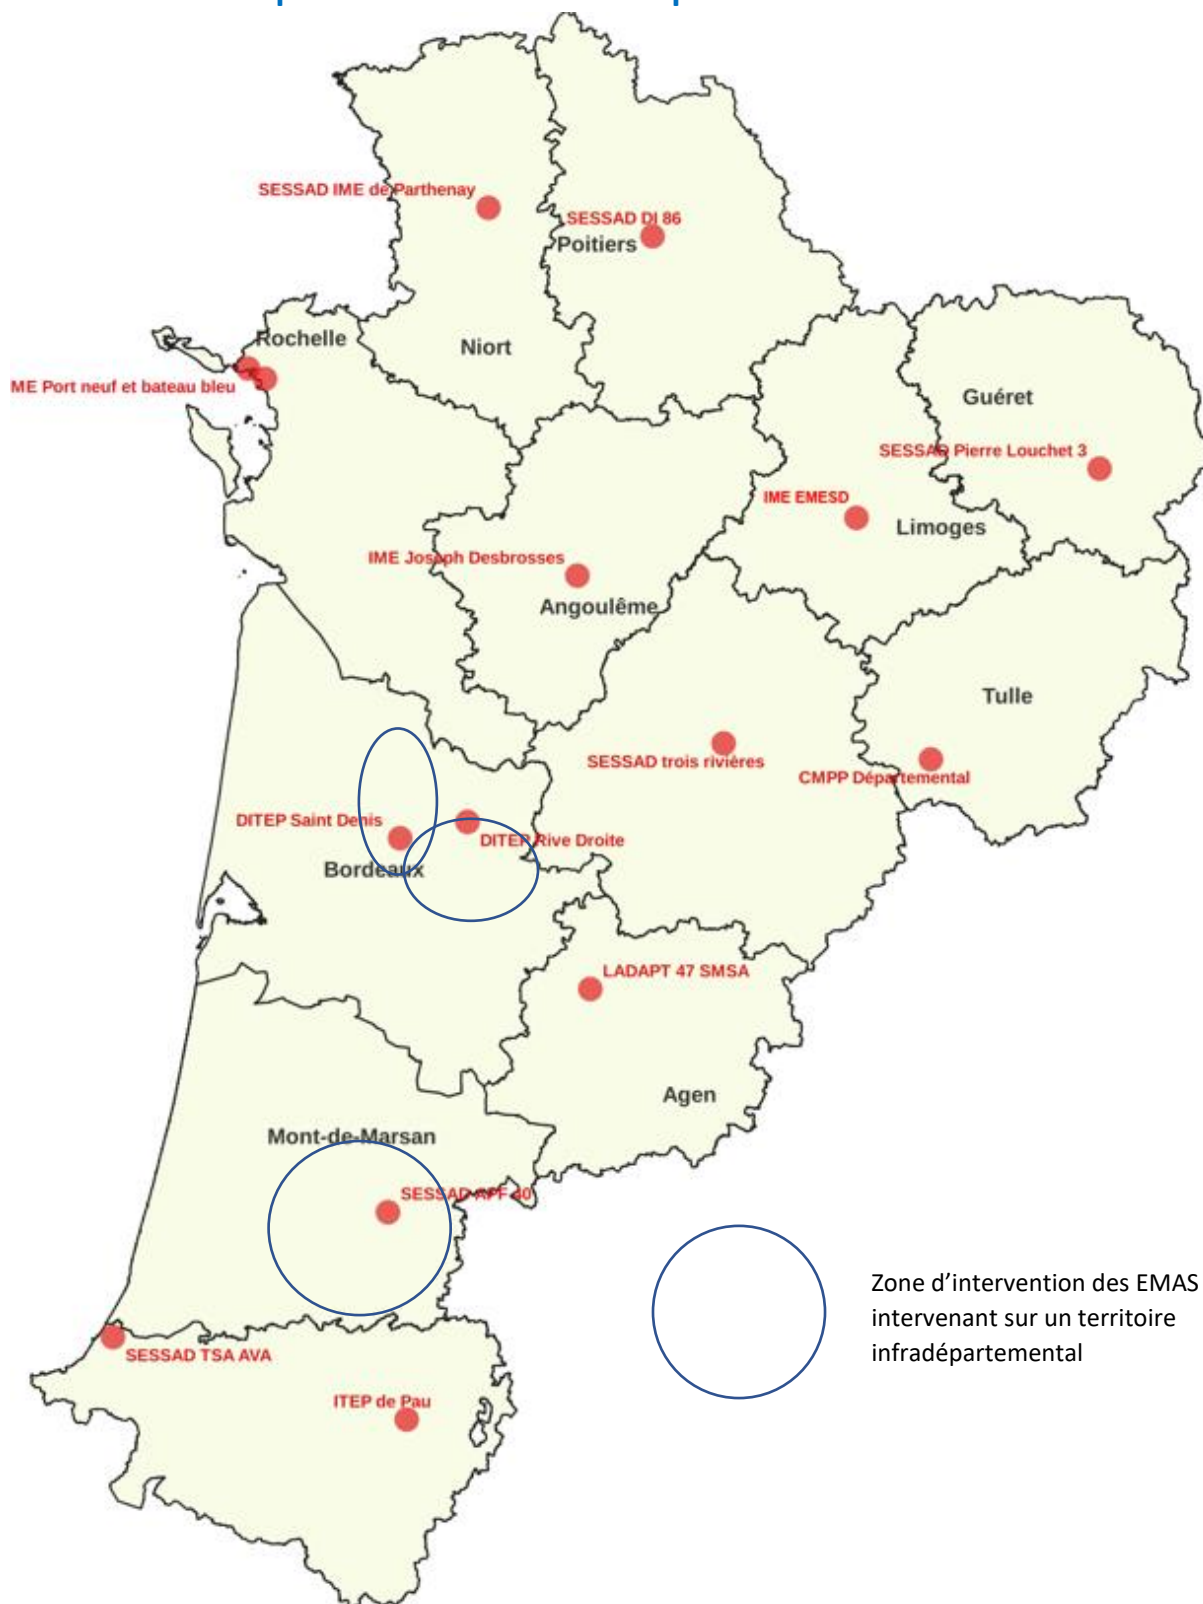 SESSAD IME de Parthenay
SESSAD DI 86
Poitiers
Rochelle
Niort
ME Port neuf et bateau bleu
Guéret
SESSAD Pierre Louchet 3
IME EMESD
Limoges
IME Joseph Desbrosses
Angoulême
Tulle
SESSAD trois rivières
CMPP Départemental
DITEP Saint Denis
DITEP Rive Droite
Bordeaux
LADAPT 47 SMSA
Agen
Mont-de-Marsan
SESSAD APF 40
Zone d’intervention des EMAS
intervenant sur un territoire
infradépartemental
SESSAD TSA AVA
ITEP de Pau